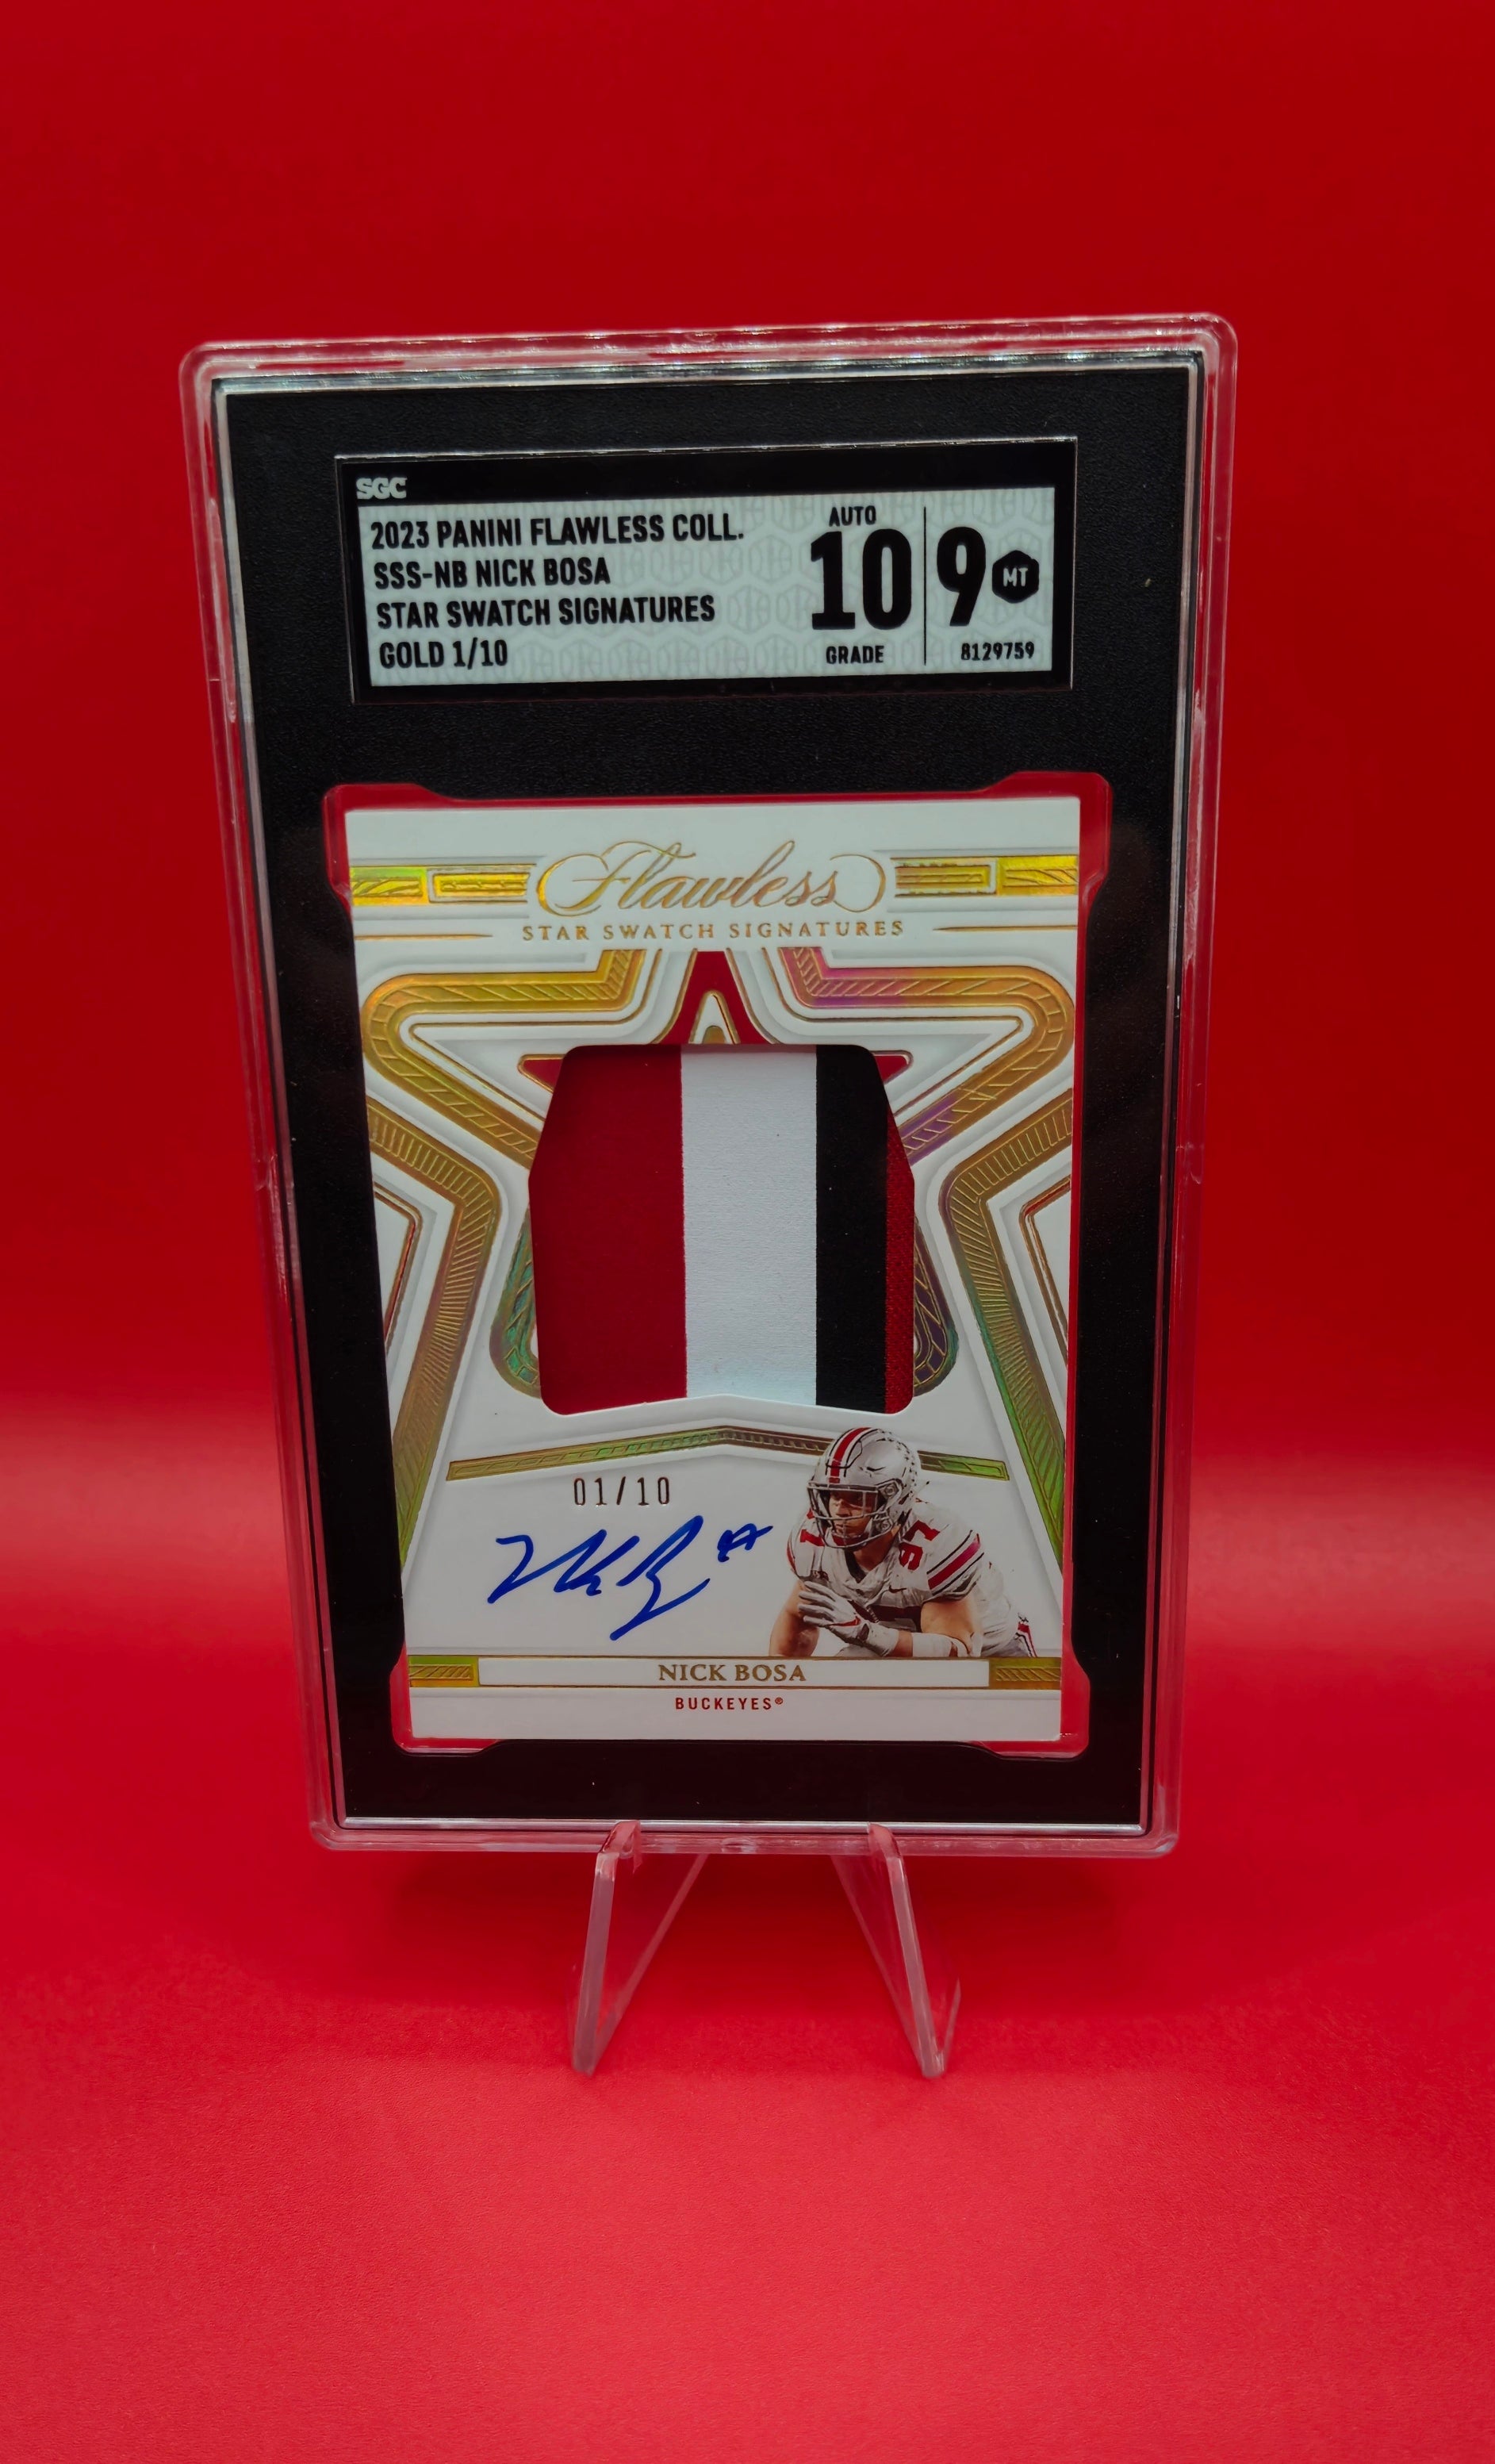 SGC
2023 PANINI FLAWLESS COLL.
SSS-NB NICK BOSA
STAR SWATCH SIGNATURES
GOLD 1/10
AUTO
10
GRADE
9 MT
8129759
Flawless
STAR SWATCH SIGNATURES
01/10
97
NICK BOSA
BUCKEYES®